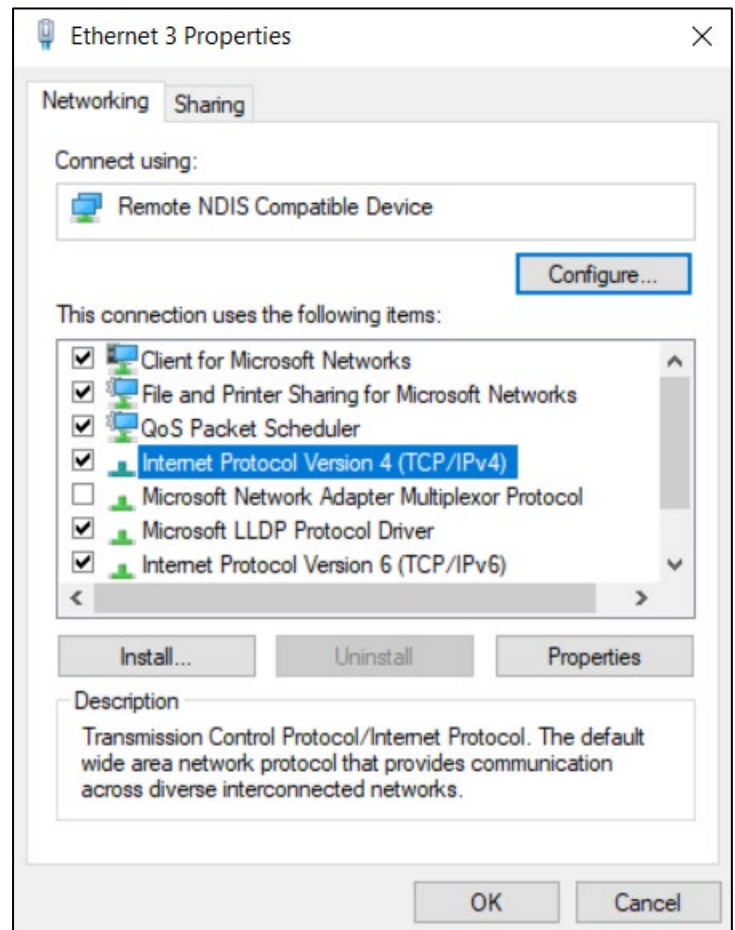 Ethernet 3 Properties
Networking
Sharing
Connect using:
Remote NDIS Compatible Device
Configure...
This connection uses the following items:
Client for Microsoft Networks
File and Printer Sharing for Microsoft Networks
QoS Packet Scheduler
Internet Protocol Version 4 (TCP/IPv4)
Microsoft Network Adapter Multiplexor Protocol
Microsoft LLDP Protocol Driver
Internet Protocol Version 6 (TCP/IPv6)
Install...
Uninstall
Properties
Description
Transmission Control Protocol/Internet Protocol. The default
wide area network protocol that provides communication
across diverse interconnected networks.
OK
Cancel